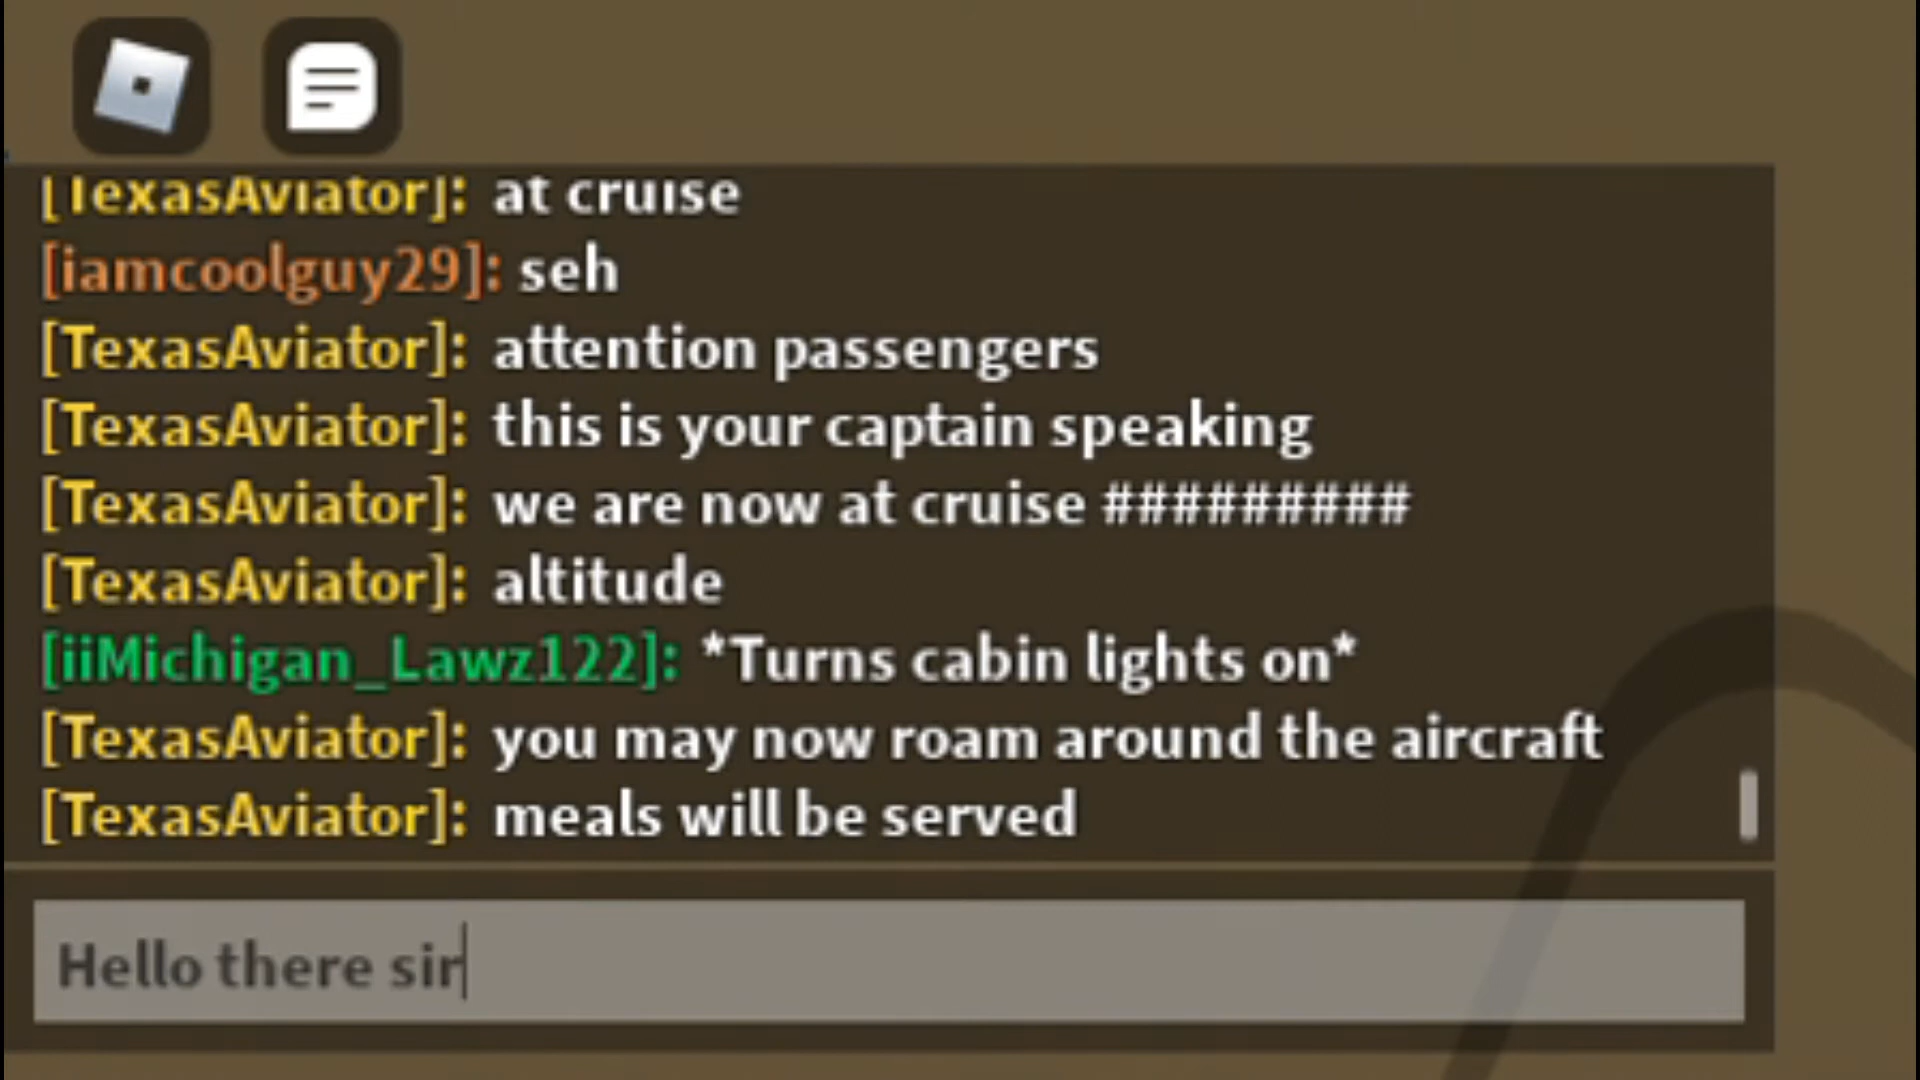 [TexasAviator]: at cruise
[iamcoolguy29]: seh
[TexasAviator]: attention passengers
[TexasAviator]: this is your captain speaking
[TexasAviator]: we are now at cruise #########
[TexasAviator]: altitude
[iiMichigan_Lawz122]: *Turns cabin lights on*
[TexasAviator]: you may now roam around the aircraft
[TexasAviator]: meals will be served
Hello there sir